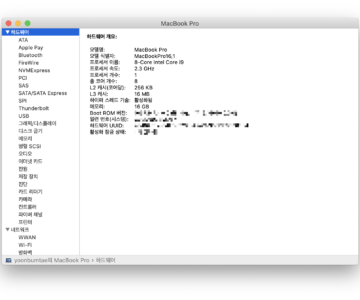 MacBook Pro
하드웨어
ATA
Apple Pay
Bluetooth
FireWire
NVMExpress
PCI
SAS
SATA/SATA Express
SPI
Thunderbolt
USB
그래픽/디스플레이
디스크 굽기
메모리
병렬 SCSI
오디오
이더넷 카드
전원
저장 장치
진단
카드 리더기
카메라
컨트롤러
파이버 채널
프린터
네트워크
WWAN
Wi-Fi
방화벽
하드웨어 개요:
모델명: MacBook Pro
모델 식별자: MacBookPro16,1
프로세서 이름: 8-Core Intel Core i9
프로세서 속도: 2.3 GHz
프로세서 개수: 1
총 코어 개수: 8
L2 캐시(코어당): 256 KB
L3 캐시: 16 MB
하이퍼 스레드 기술: 활성화됨
메모리: 16 GB
Boot ROM 버전:
일련 번호(시스템):
하드웨어 UUID:
활성화 잠금 상태:
yoonbumtae의 MacBook Pro › 하드웨어